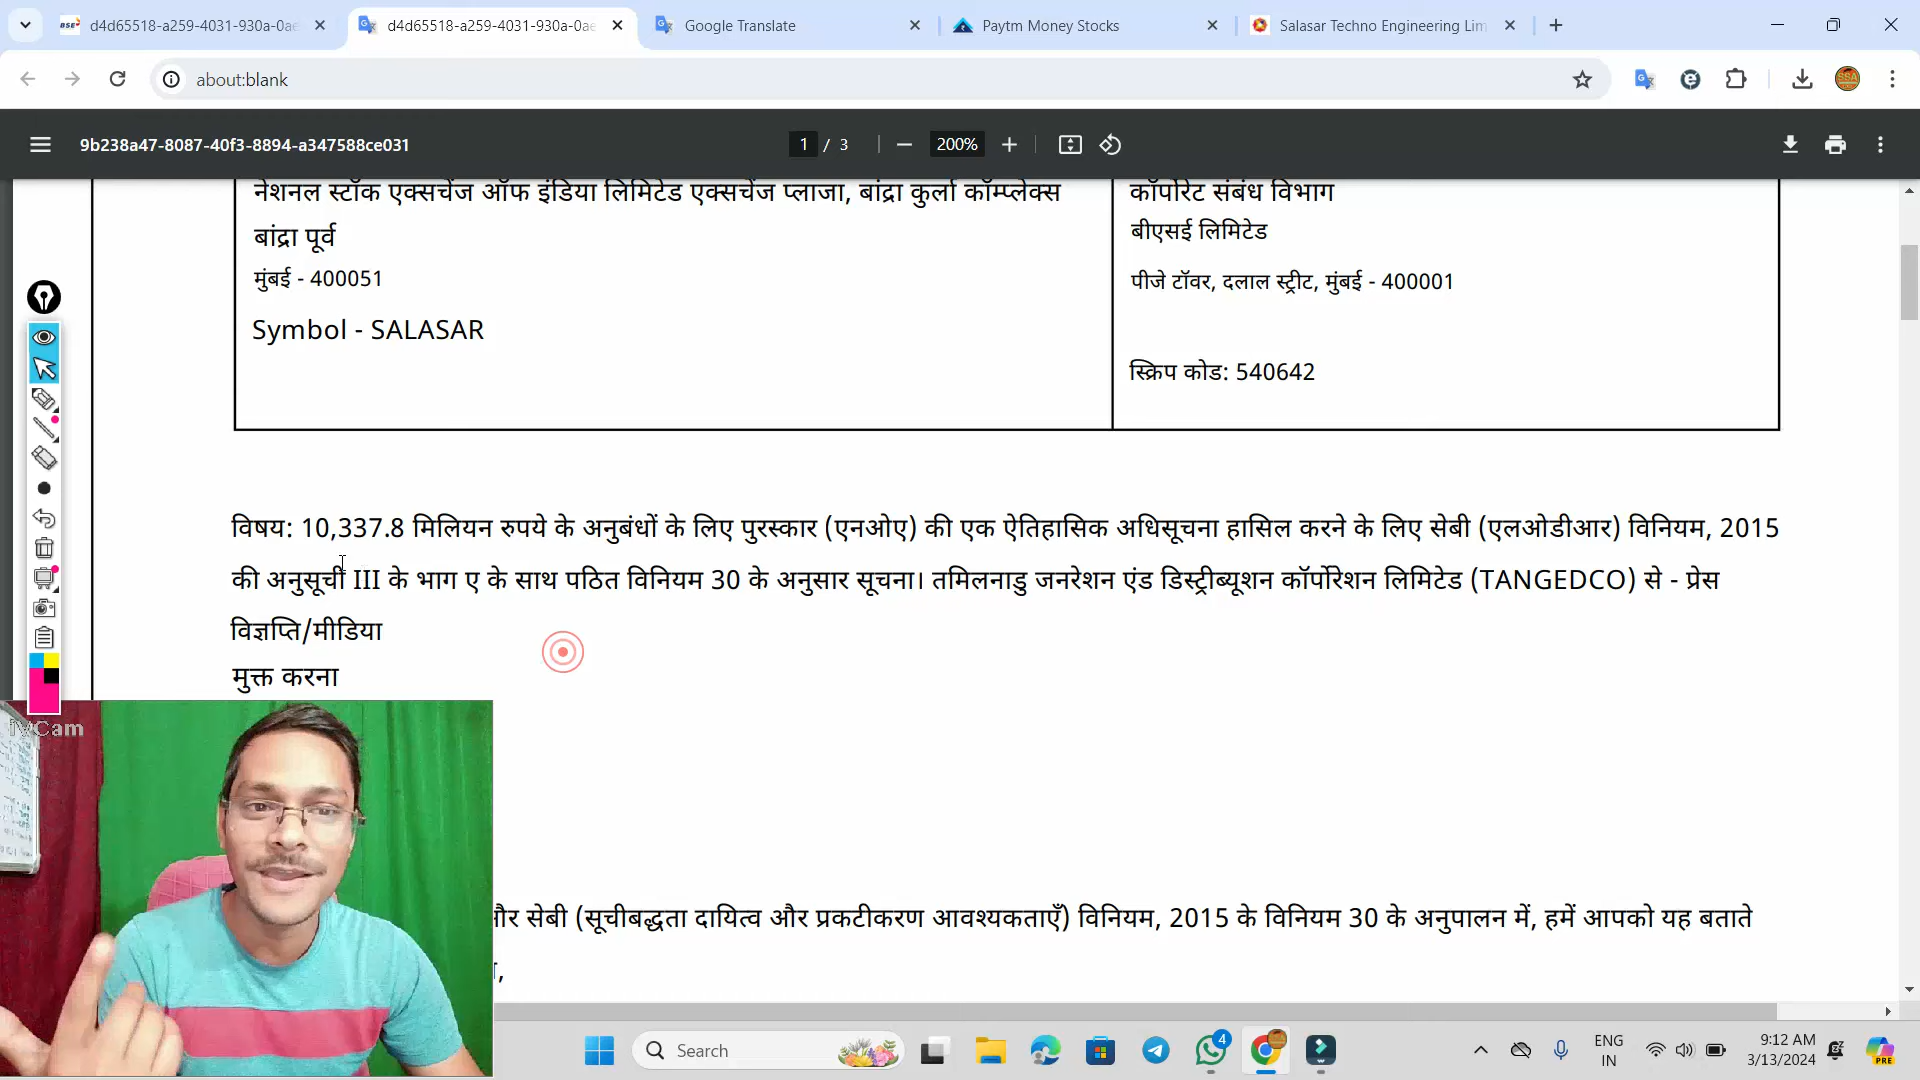 d4d65518-a259-4031-930a-0ae
d4d65518-a259-4031-930a-0ae
Google Translate
Paytm Money Stocks
Salasar Techno Engineering Lim
about:blank
9b238a47-8087-40f3-8894-a347588ce031
1 / 3
200%
नेशनल स्टॉक एक्सचेंज ऑफ इंडिया लिमिटेड एक्सचेंज प्लाजा, बांद्रा कुर्ला कॉम्प्लेक्स
बांद्रा पूर्व
मुंबई - 400051
Symbol - SALASAR
कॉर्पोरेट संबंध विभाग
बीएसई लिमिटेड
पीजे टॉवर, दलाल स्ट्रीट, मुंबई - 400001
स्क्रिप कोड: 540642
विषय: 10,337.8 मिलियन रुपये के अनुबंधों के लिए पुरस्कार (एनओए) की एक ऐतिहासिक अधिसूचना हासिल करने के लिए सेबी (एलओडीआर) विनियम, 2015
की अनुसूची III के भाग ए के साथ पठित विनियम 30 के अनुसार सूचना। तमिलनाडु जनरेशन एंड डिस्ट्रीब्यूशन कॉर्पोरेशन लिमिटेड (TANGEDCO) से - प्रेस
विज्ञप्ति/मीडिया
मुक्त करना
iVCam
और सेबी (सूचीबद्धता दायित्व और प्रकटीकरण आवश्यकताएँ) विनियम, 2015 के विनियम 30 के अनुपालन में, हमें आपको यह बताते
Search
4
ENG
IN
9:12 AM
3/13/2024
PRE